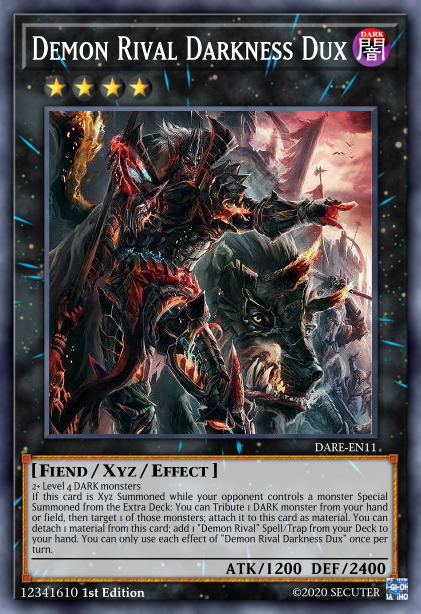 DEMON RIVAL DARKNESS DUX
DARK
闇
DARE-EN11
[FIEND / XYZ / EFFECT]
2+ Level 4 DARK monsters
If this card is Xyz Summoned while your opponent controls a monster Special
Summoned from the Extra Deck: You can Tribute 1 DARK monster from your hand
or field, then target 1 of those monsters; attach it to this card as material. You can
detach 1 material from this card; add 1 "Demon Rival" Spell/Trap from your Deck to
your hand. You can only use each effect of "Demon Rival Darkness Dux" once per
turn.
ATK/1200 DEF/2400
12341610 1st Edition
©2020 SECUTER